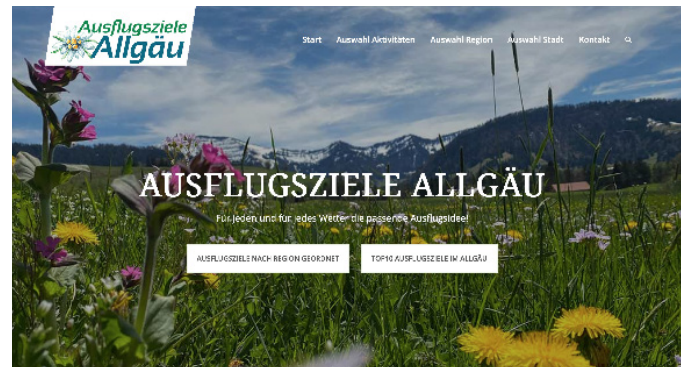 Ausflugsziele
Allgäu
Start Auswahl Aktivitäten Auswahl Region Auswahl Stadt Kontakt
AUSFLUGSZIELE ALLGÄU
Für jeden und für jedes Wetter die passende Ausflugsidee!
AUSFLUGSZIELE NACH REGION GEORDNET TOP10 AUSFLUGSZIELE IM ALLGÄU